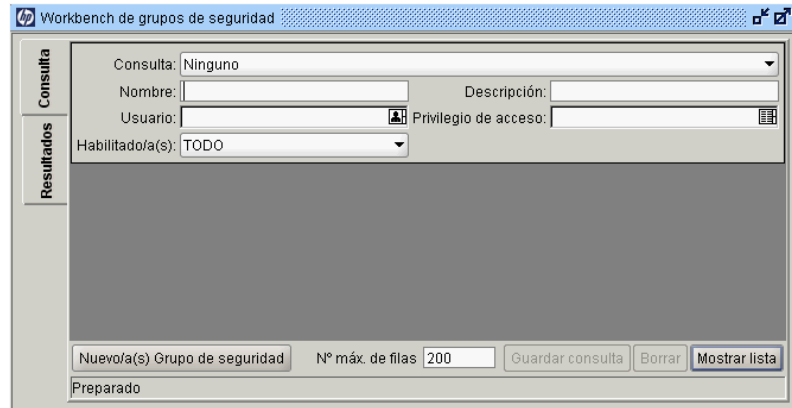 hp Workbench de grupos de seguridad
Consulta
Resultados
Consulta: Ninguno
Nombre: Descripción:
Usuario: Privilegio de acceso:
Habilitado/a(s): TODO
Nuevo/a(s) Grupo de seguridad Nº máx. de filas 200 Guardar consulta Borrar Mostrar lista
Preparado